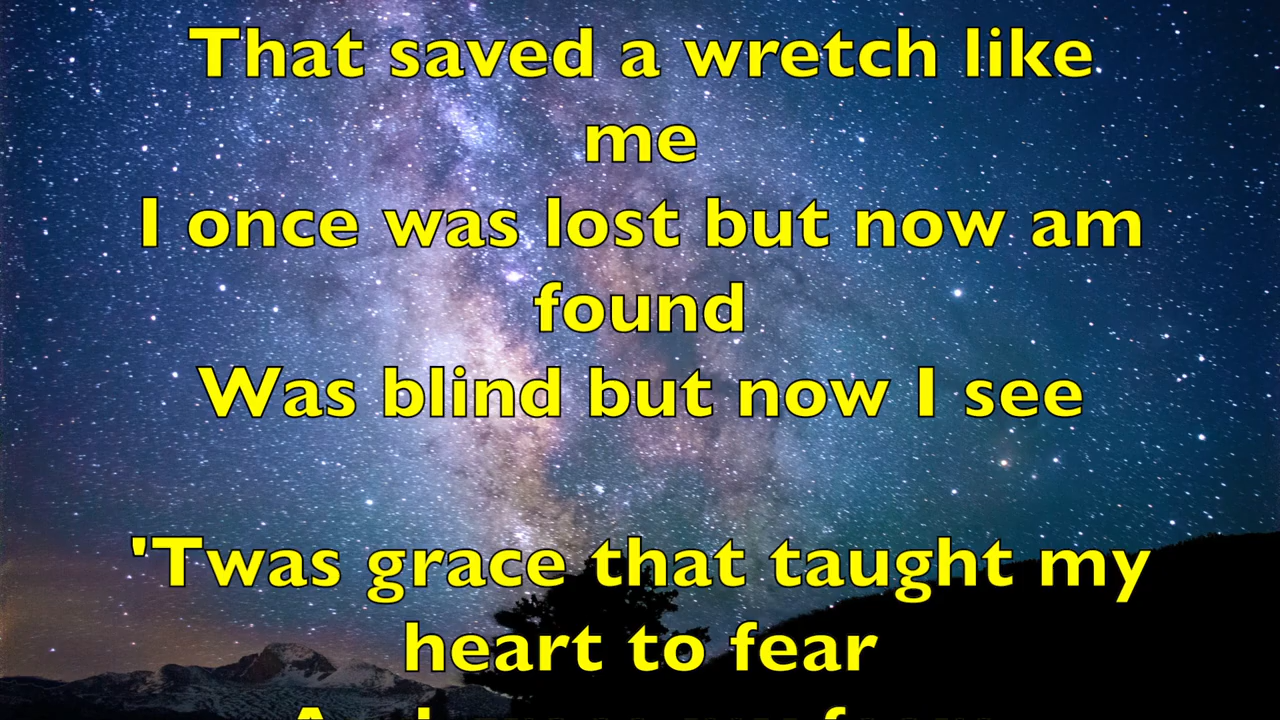 That saved a wretch like
me
I once was lost but now am
found
Was blind but now I see
'Twas grace that taught my
heart to fear